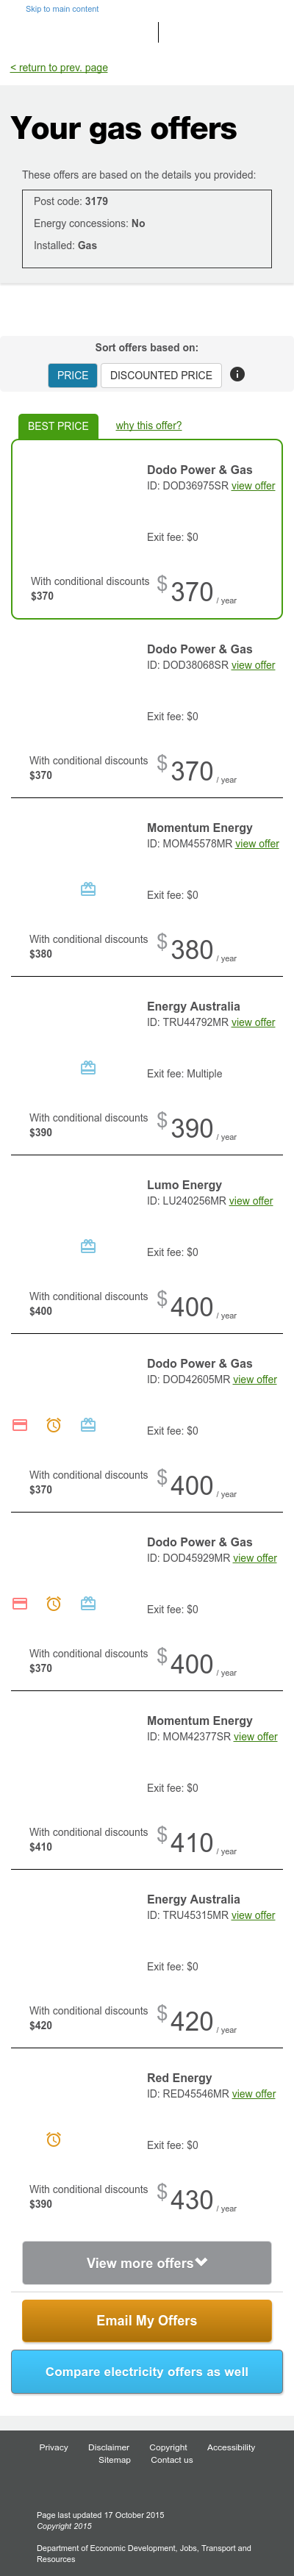 Skip to main content
< return to prev. page
Your gas offers
These offers are based on the details you provided:
Post code: 3179
Energy concessions: No
Installed: Gas
Sort offers based on:
PRICE
DISCOUNTED PRICE
BEST PRICE
why this offer?
Dodo Power & Gas
ID: DOD36975SR view offer
Exit fee: $0
With conditional discounts
$370
$370 / year
Dodo Power & Gas
ID: DOD38068SR view offer
Exit fee: $0
With conditional discounts
$370
$370 / year
Momentum Energy
ID: MOM45578MR view offer
Exit fee: $0
With conditional discounts
$380
$380 / year
Energy Australia
ID: TRU44792MR view offer
Exit fee: Multiple
With conditional discounts
$390
$390 / year
Lumo Energy
ID: LU240256MR view offer
Exit fee: $0
With conditional discounts
$400
$400 / year
Dodo Power & Gas
ID: DOD42605MR view offer
Exit fee: $0
With conditional discounts
$370
$400 / year
Dodo Power & Gas
ID: DOD45929MR view offer
Exit fee: $0
With conditional discounts
$370
$400 / year
Momentum Energy
ID: MOM42377SR view offer
Exit fee: $0
With conditional discounts
$410
$410 / year
Energy Australia
ID: TRU45315MR view offer
Exit fee: $0
With conditional discounts
$420
$420 / year
Red Energy
ID: RED45546MR view offer
Exit fee: $0
With conditional discounts
$390
$430 / year
View more offers
Email My Offers
Compare electricity offers as well
Privacy Disclaimer Copyright Accessibility
Sitemap Contact us
Page last updated 17 October 2015
Copyright 2015
Department of Economic Development, Jobs, Transport and
Resources